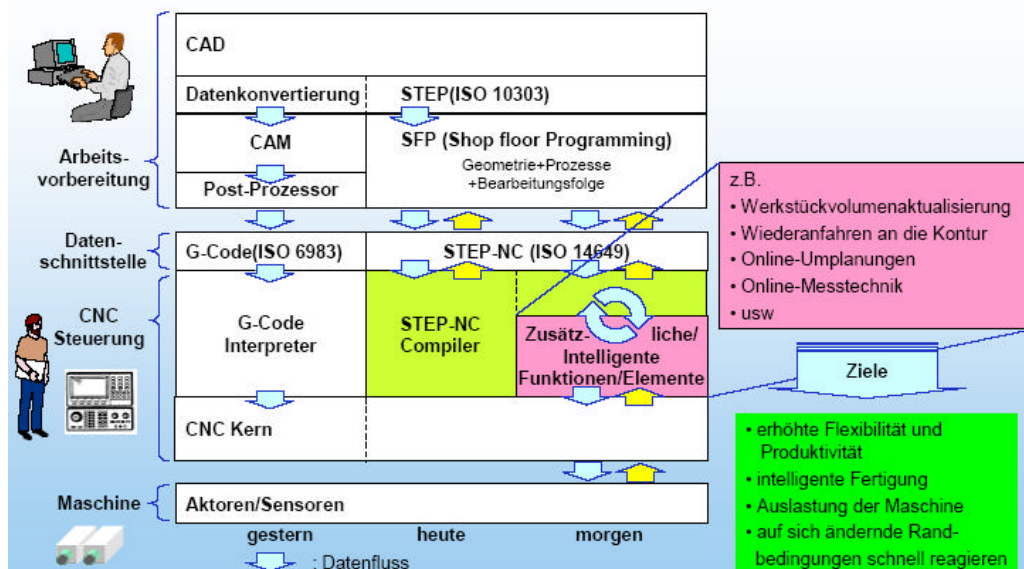 CAD
Datenkonvertierung
STEP(ISO 10303)
Arbeits-
vorbereitung
CAM
Post-Prozessor
SFP (Shop floor Programming)
Geometrie+Prozesse
+Bearbeitungsfolge
Daten-
schnittstelle
G-Code(ISO 6983)
STEP-NC (ISO 14649)
CNC
Steuerung
G-Code
Interpreter
STEP-NC
Compiler
Zusätz- liche/
Intelligente
Funktionen/Elemente
CNC Kern
Maschine
Aktoren/Sensoren
gestern
heute
morgen
: Datenfluss
z.B.
• Werkstückvolumenaktualisierung
• Wiederanfahren an die Kontur
• Online-Umplanungen
• Online-Messtechnik
• usw
Ziele
• erhöhte Flexibilität und
Produktivität
• intelligente Fertigung
• Auslastung der Maschine
• auf sich ändernde Rand-
bedingungen schnell reagieren